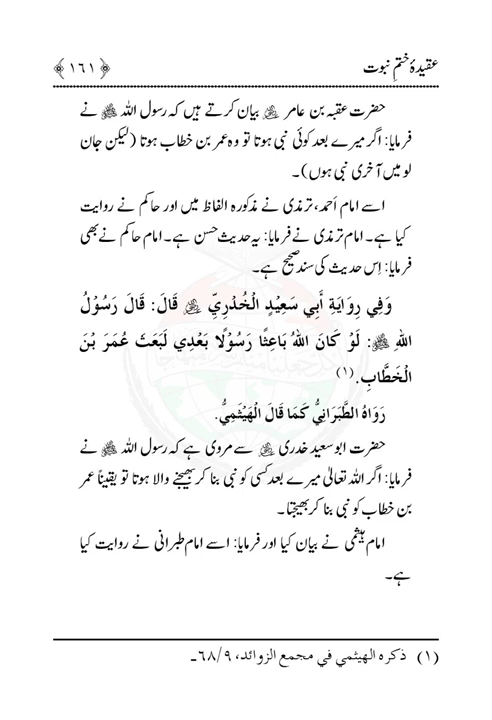 عقیدۂ ختمِ نبوت ﴿ ۱۶۱ ﴾
حضرت عقبہ بن عامر ؓ بیان کرتے ہیں کہ رسول اللہ ﷺ نے
فرمایا: اگر میرے بعد کوئی نبی ہوتا تو وہ عمر بن خطاب ہوتا (لیکن جان
لو میں آخری نبی ہوں)۔
اسے امام اَحمد، ترمذی نے مذکورہ الفاظ میں اور حاکم نے روایت
کیا ہے۔ امام ترمذی نے فرمایا: یہ حدیث حسن ہے۔ امام حاکم نے بھی
فرمایا: اِس حدیث کی سند صحیح ہے۔
وَفِي رِوَايَةِ أَبِي سَعِيْدٍ الْخُدْرِيِّ ؓ قَالَ: قَالَ رَسُوْلُ
اللهِ ﷺ: لَوْ كَانَ اللهُ بَاعِثًا رَسُوْلًا بَعْدِي لَبَعَثَ عُمَرَ بْنَ
الْخَطَّابِ.(۱)
رَوَاهُ الطَّبَرَانِيُّ كَمَا قَالَ الْهَيْثَمِيُّ.
حضرت ابو سعید خدری ؓ سے مروی ہے کہ رسول اللہ ﷺ نے
فرمایا: اگر اللہ تعالیٰ میرے بعد کسی کو نبی بنا کر بھیجنے والا ہوتا تو یقیناً عمر
بن خطاب کو نبی بنا کر بھیجتا۔
امام ہیثمی نے بیان کیا اور فرمایا: اسے امام طبرانی نے روایت کیا
ہے۔
(۱) ذكره الهيثمي في مجمع الزوائد، ۹/ ۶۸۔